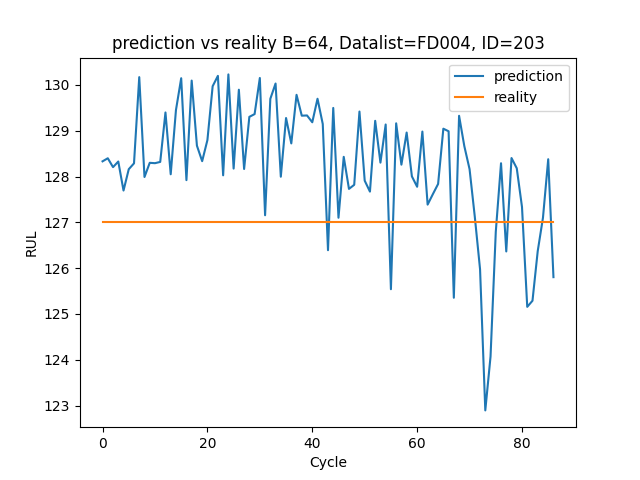 prediction vs reality B=64, Datalist=FD004, ID=203
prediction
reality
130
129
128
127
126
125
124
123
RUL
0 20 40 60 80
Cycle